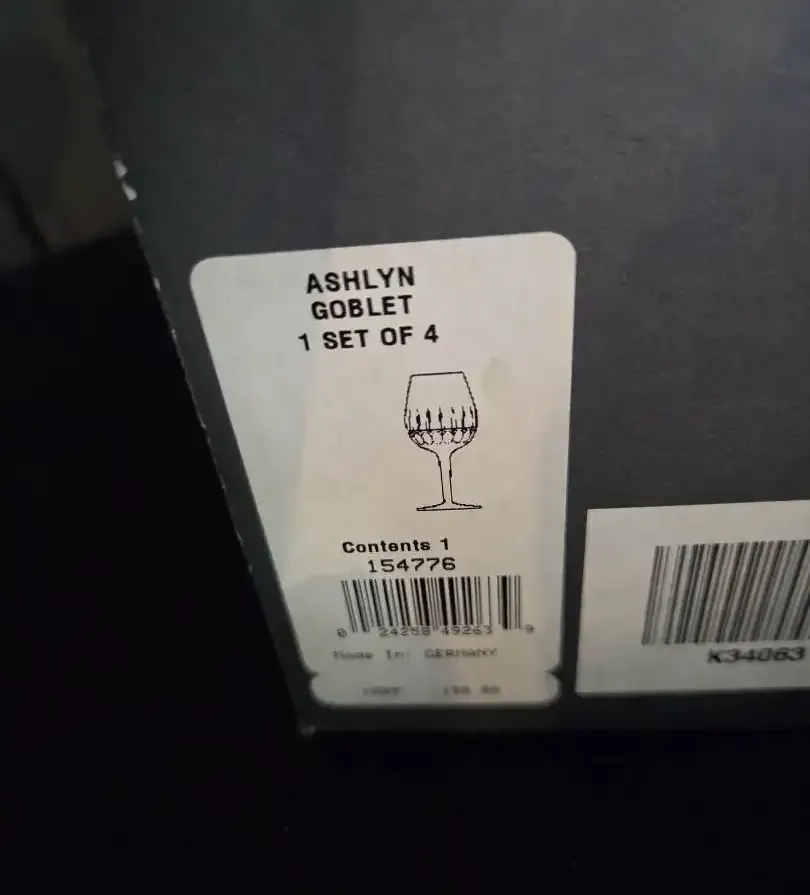 ASHLYN
GOBLET
1 SET OF 4
Contents 1
154776
0 24258 49263 9
Made In: GERMANY
K34063